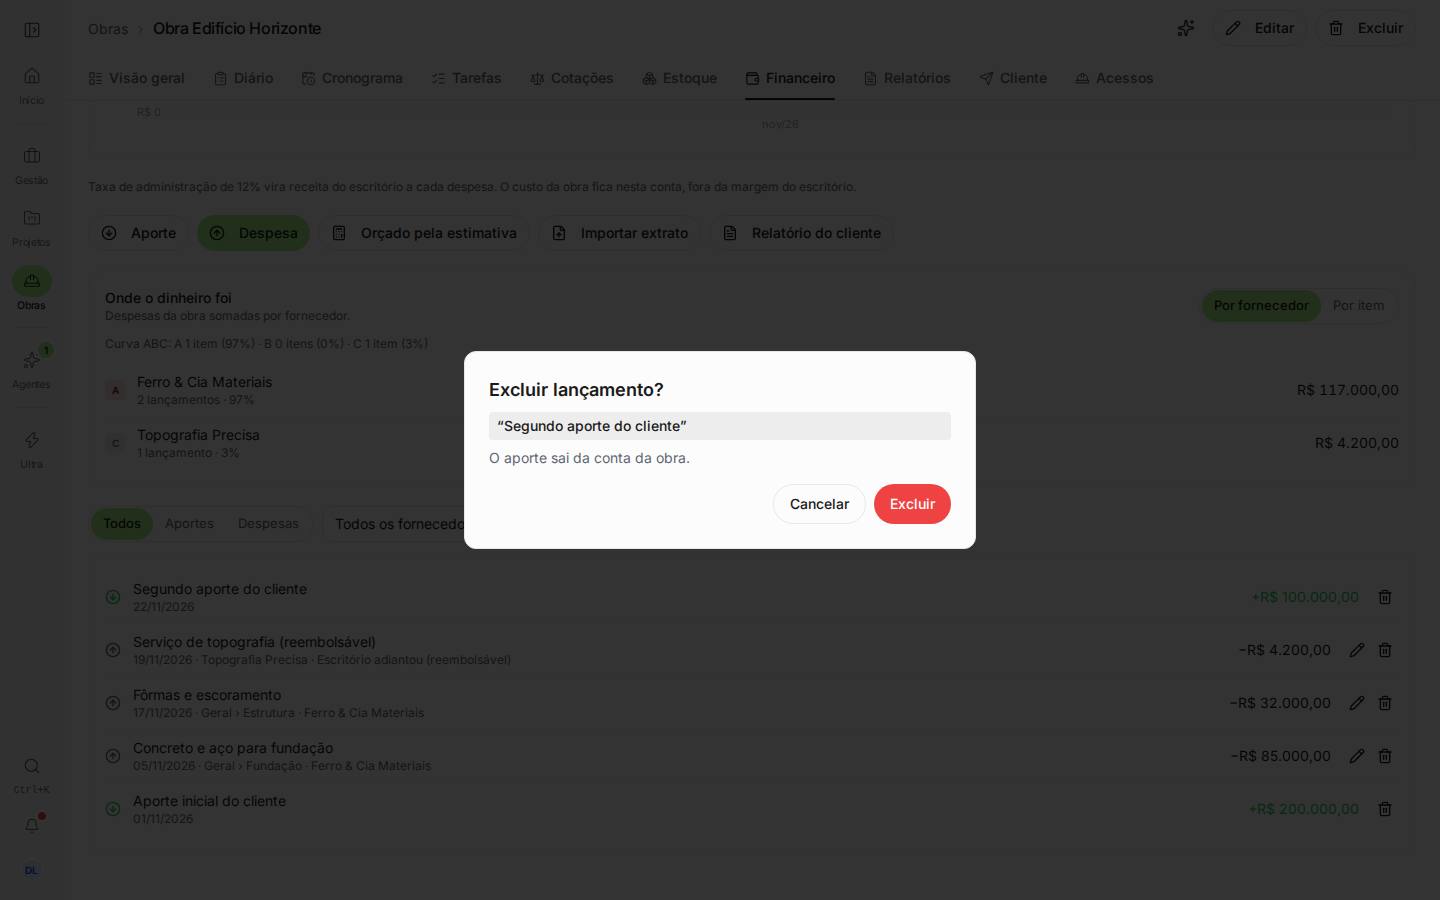 Obras › Obra Edifício Horizonte
Editar
Excluir
Visão geral
Diário
Cronograma
Tarefas
Cotações
Estoque
Financeiro
Relatórios
Cliente
Acessos
Início
Gestão
Projetos
Obras
1
Agentes
Ultra
Ctrl+K
DL
R$ 0
nov/26
Taxa de administração de 12% vira receita do escritório a cada despesa. O custo da obra fica nesta conta, fora da margem do escritório.
Aporte
Despesa
Orçado pela estimativa
Importar extrato
Relatório do cliente
Onde o dinheiro foi
Despesas da obra somadas por fornecedor.
Por fornecedor
Por item
Curva ABC: A 1 item (97%) · B 0 itens (0%) · C 1 item (3%)
A
Ferro & Cia Materiais
2 lançamentos · 97%
R$ 117.000,00
C
Topografia Precisa
1 lançamento · 3%
R$ 4.200,00
Excluir lançamento?
“Segundo aporte do cliente”
O aporte sai da conta da obra.
Cancelar
Excluir
Todos
Aportes
Despesas
Todos os fornecedo
Segundo aporte do cliente
22/11/2026
+R$ 100.000,00
Serviço de topografia (reembolsável)
19/11/2026 · Topografia Precisa · Escritório adiantou (reembolsável)
−R$ 4.200,00
Fôrmas e escoramento
17/11/2026 · Geral › Estrutura · Ferro & Cia Materiais
−R$ 32.000,00
Concreto e aço para fundação
05/11/2026 · Geral › Fundação · Ferro & Cia Materiais
−R$ 85.000,00
Aporte inicial do cliente
01/11/2026
+R$ 200.000,00